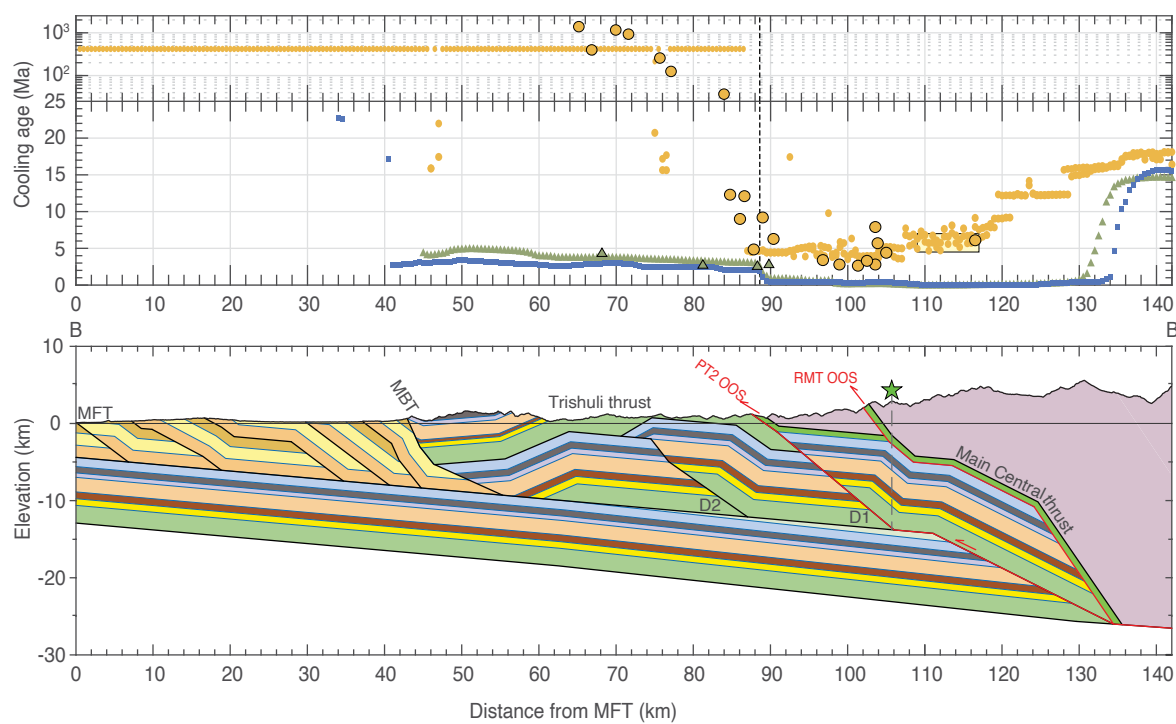 Cooling age (Ma)
10³
10²
25
20
15
10
5
0
0 10 20 30 40 50 60 70 80 90 100 110 120 130 140
B B
10
0
-10
-20
-30
Elevation (km)
MFT
MBT
Trishuli thrust
PT2 OOS
RMT OOS
Main Central thrust
D2
D1
0 10 20 30 40 50 60 70 80 90 100 110 120 130 140
Distance from MFT (km)